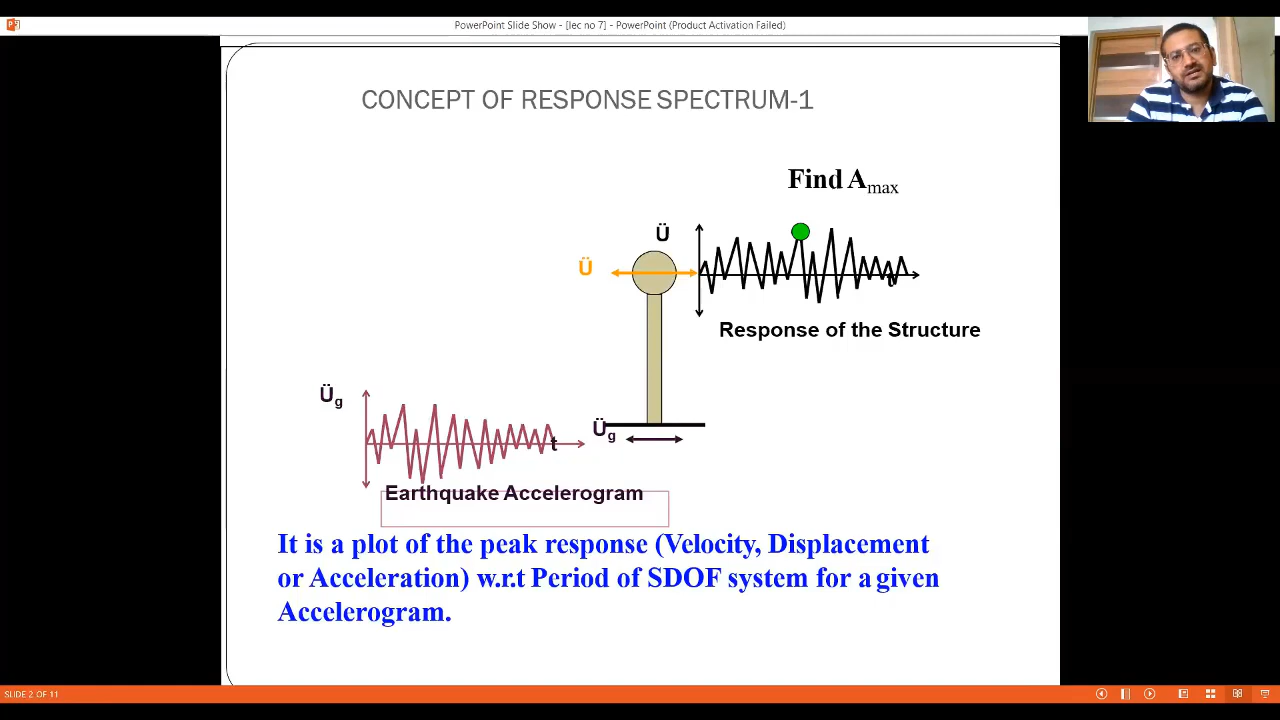 PowerPoint Slide Show - [lec no 7] - PowerPoint (Product Activation Failed)
CONCEPT OF RESPONSE SPECTRUM-1
Find Amax
Ü
Ü
t
Response of the Structure
Üg
t
Üg
Earthquake Accelerogram
It is a plot of the peak response (Velocity, Displacement
or Acceleration) w.r.t Period of SDOF system for a given
Accelerogram.
SLIDE 2 OF 11